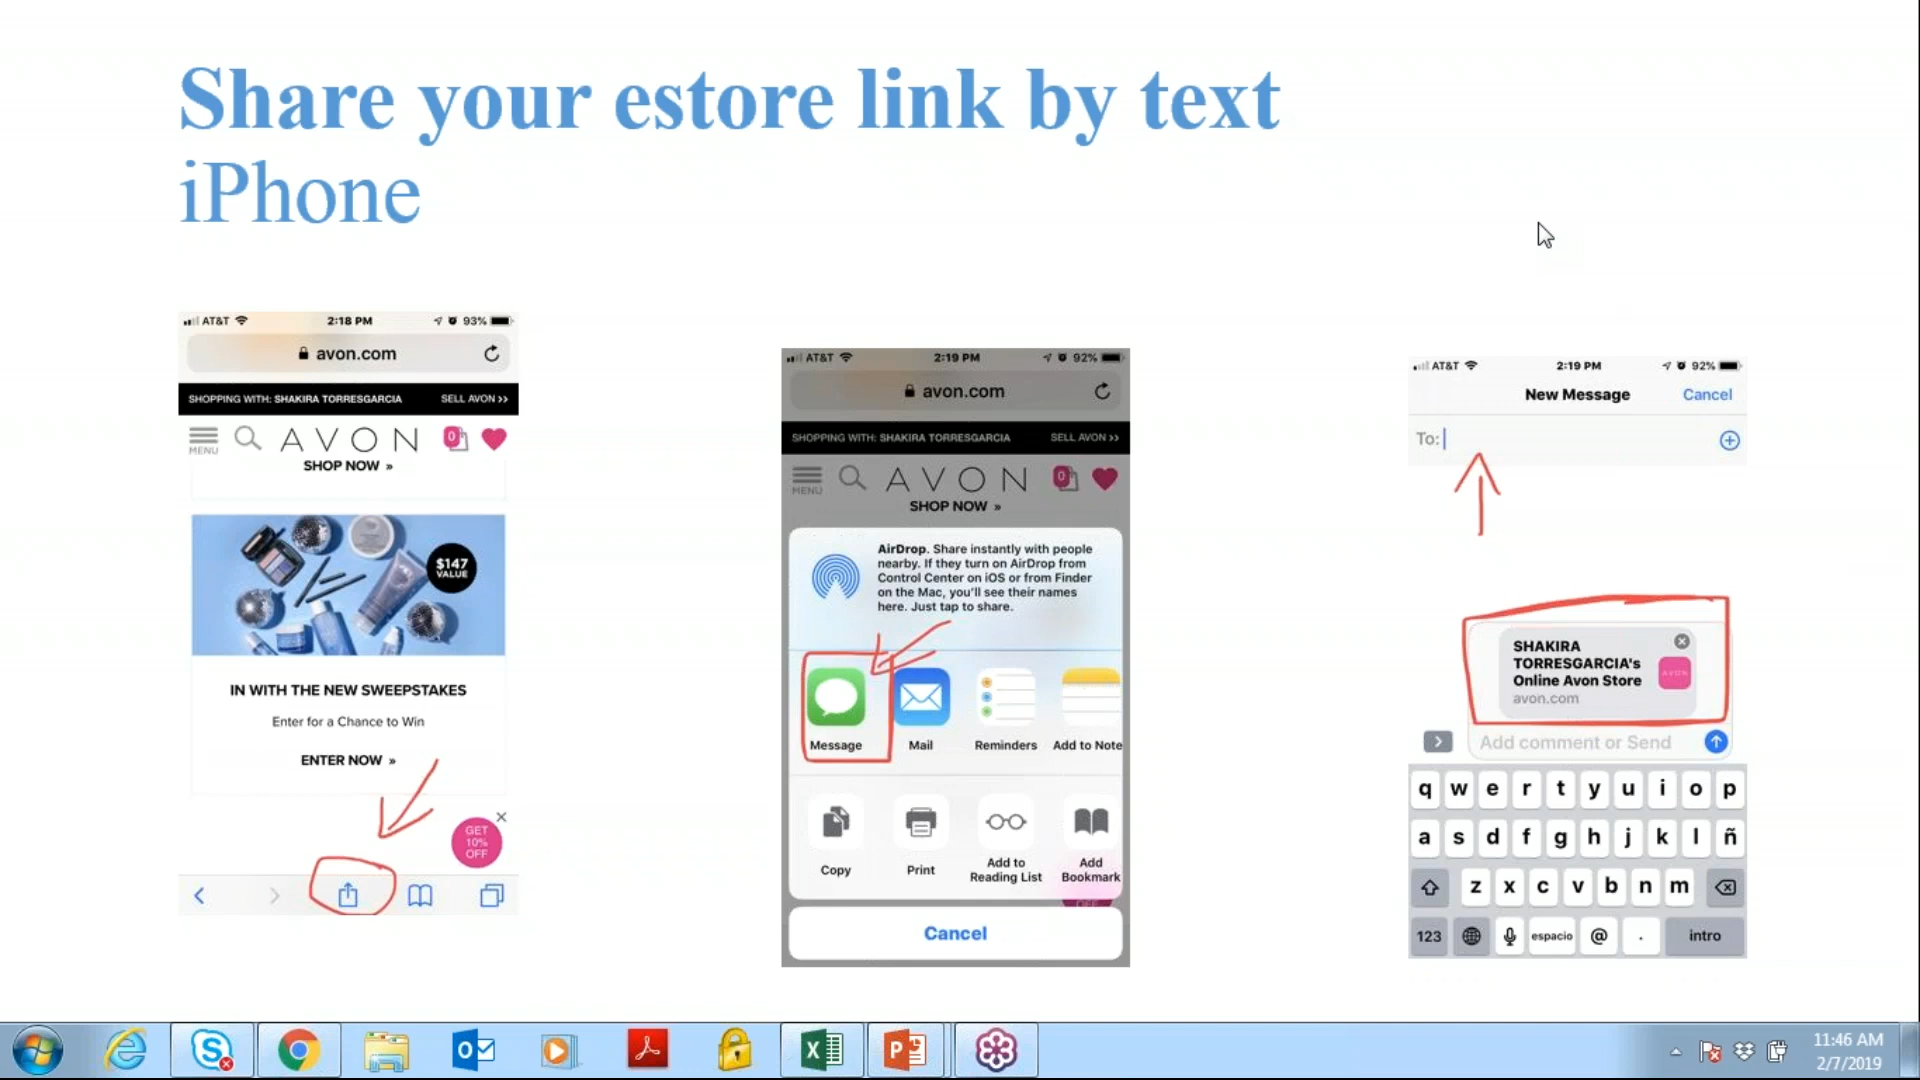 Share your estore link by text
iPhone
AT&T 2:18 PM 93%
avon.com
SHOPPING WITH: SHAKIRA TORRESGARCIA SELL AVON >>
MENU AVON 0
SHOP NOW »
$147
VALUE
IN WITH THE NEW SWEEPSTAKES
Enter for a Chance to Win
ENTER NOW »
GET
10%
OFF
AT&T 2:19 PM 92%
avon.com
SHOPPING WITH: SHAKIRA TORRESGARCIA SELL AVON >>
MENU AVON 0
SHOP NOW »
AirDrop. Share instantly with people
nearby. If they turn on AirDrop from
Control Center on iOS or from Finder
on the Mac, you'll see their names
here. Just tap to share.
Message Mail Reminders Add to Note
Copy Print Add to Reading List Add Bookmark
OFF
Cancel
AT&T 2:19 PM 92%
New Message Cancel
To:
SHAKIRA
TORRESGARCIA's
Online Avon Store
avon.com
AVON
Add comment or Send
q w e r t y u i o p
a s d f g h j k l ñ
z x c v b n m
123 espacio @ . intro
11:46 AM
2/7/2019